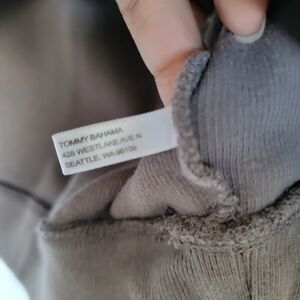 TOMMY BAHAMA
428 WESTLAKE AVE N
SEATTLE, WA 98109